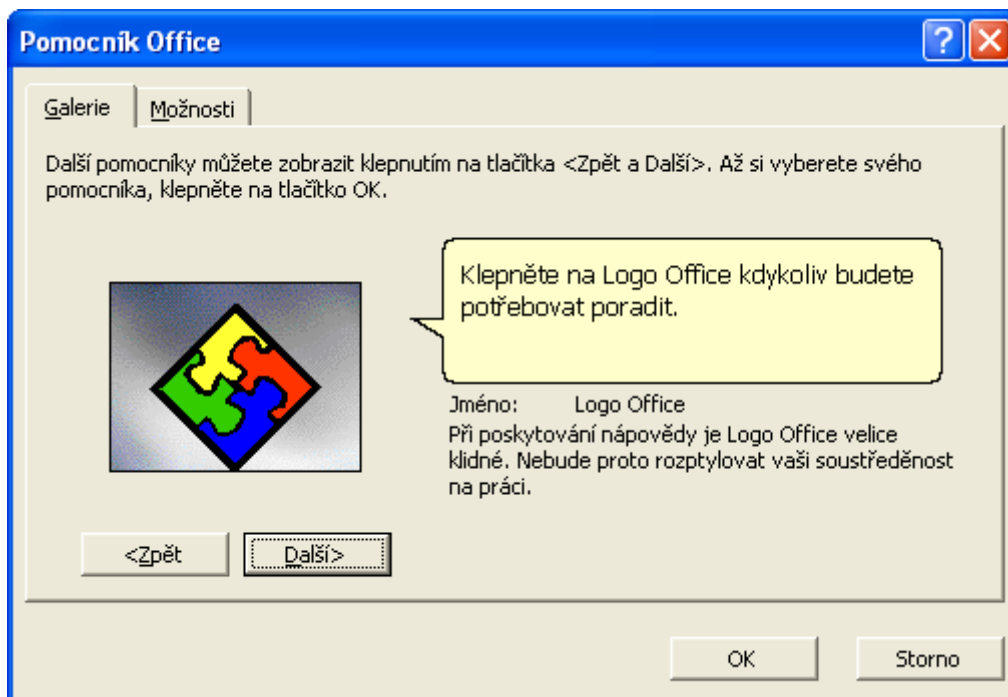 Pomocník Office
Galerie
Možnosti
Další pomocníky můžete zobrazit klepnutím na tlačítka <Zpět a Další>. Až si vyberete svého
pomocníka, klepněte na tlačítko OK.
Klepněte na Logo Office kdykoliv budete
potřebovat poradit.
Jméno: Logo Office
Při poskytování nápovědy je Logo Office velice
klidné. Nebude proto rozptylovat vaši soustředěnost
na práci.
<Zpět
Další>
OK
Storno